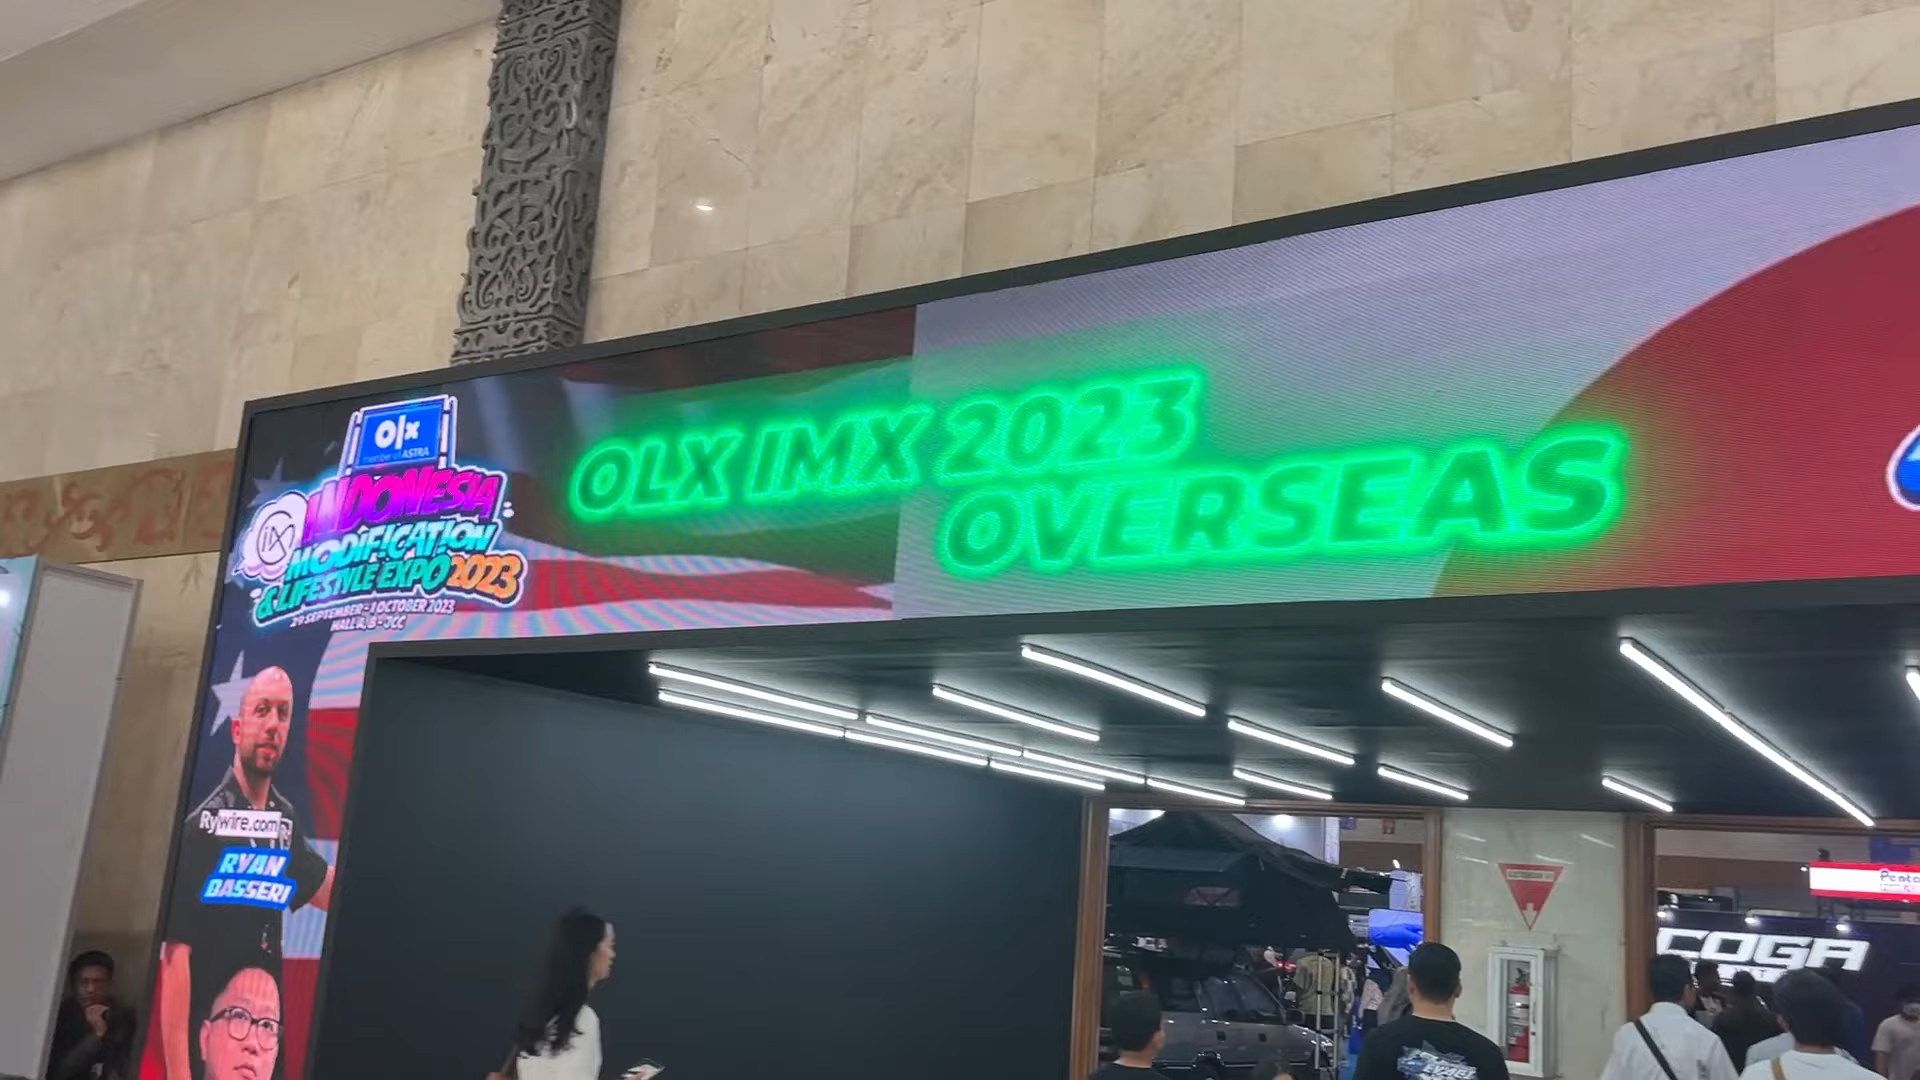 olx
member of ASTRA
imx
INDONESIA
MODIFICATION
& LIFESTYLE EXPO 2023
29 SEPTEMBER - 1 OCTOBER 2023
HALL A, B - JCC
OLX IMX 2023
OVERSEAS
Rywire.com
RYAN
BASSERI
COGA